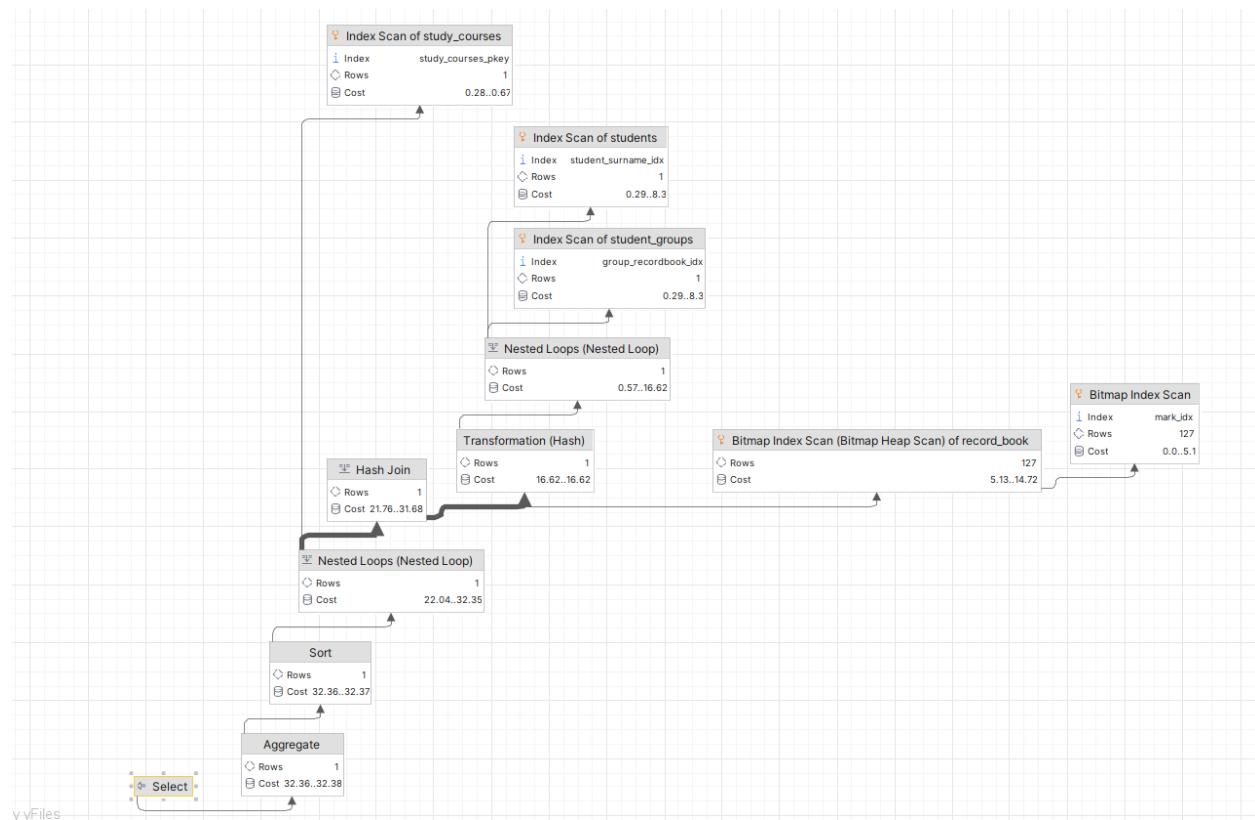 Index Scan of study_courses
Index study_courses_pkey
Rows 1
Cost 0.28..0.67
Index Scan of students
Index student_surname_idx
Rows 1
Cost 0.29..8.3
Index Scan of student_groups
Index group_recordbook_idx
Rows 1
Cost 0.29..8.3
Nested Loops (Nested Loop)
Rows 1
Cost 0.57..16.62
Bitmap Index Scan
Index mark_idx
Rows 127
Cost 0.0..5.1
Transformation (Hash)
Rows 1
Cost 16.62..16.62
Bitmap Index Scan (Bitmap Heap Scan) of record_book
Rows 127
Cost 5.13..14.72
Hash Join
Rows 1
Cost 21.76..31.68
Nested Loops (Nested Loop)
Rows 1
Cost 22.04..32.35
Sort
Rows 1
Cost 32.36..32.37
Aggregate
Rows 1
Cost 32.36..32.38
Select
y yFiles